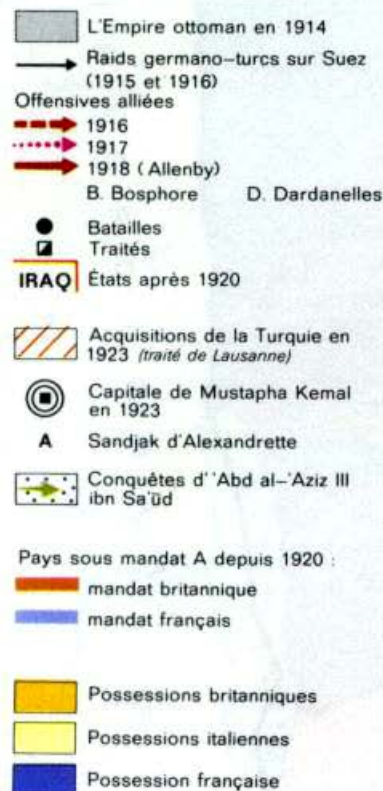 L'Empire ottoman en 1914
Raids germano-turcs sur Suez
(1915 et 1916)
Offensives alliées
1916
1917
1918 (Allenby)
B. Bosphore D. Dardanelles
Batailles
Traités
IRAQ États après 1920
Acquisitions de la Turquie en
1923 (traité de Lausanne)
Capitale de Mustapha Kemal
en 1923
A Sandjak d'Alexandrette
Conquêtes d''Abd al-'Aziz III
ibn Sa'ūd
Pays sous mandat A depuis 1920 :
mandat britannique
mandat français
Possessions britanniques
Possessions italiennes
Possession française